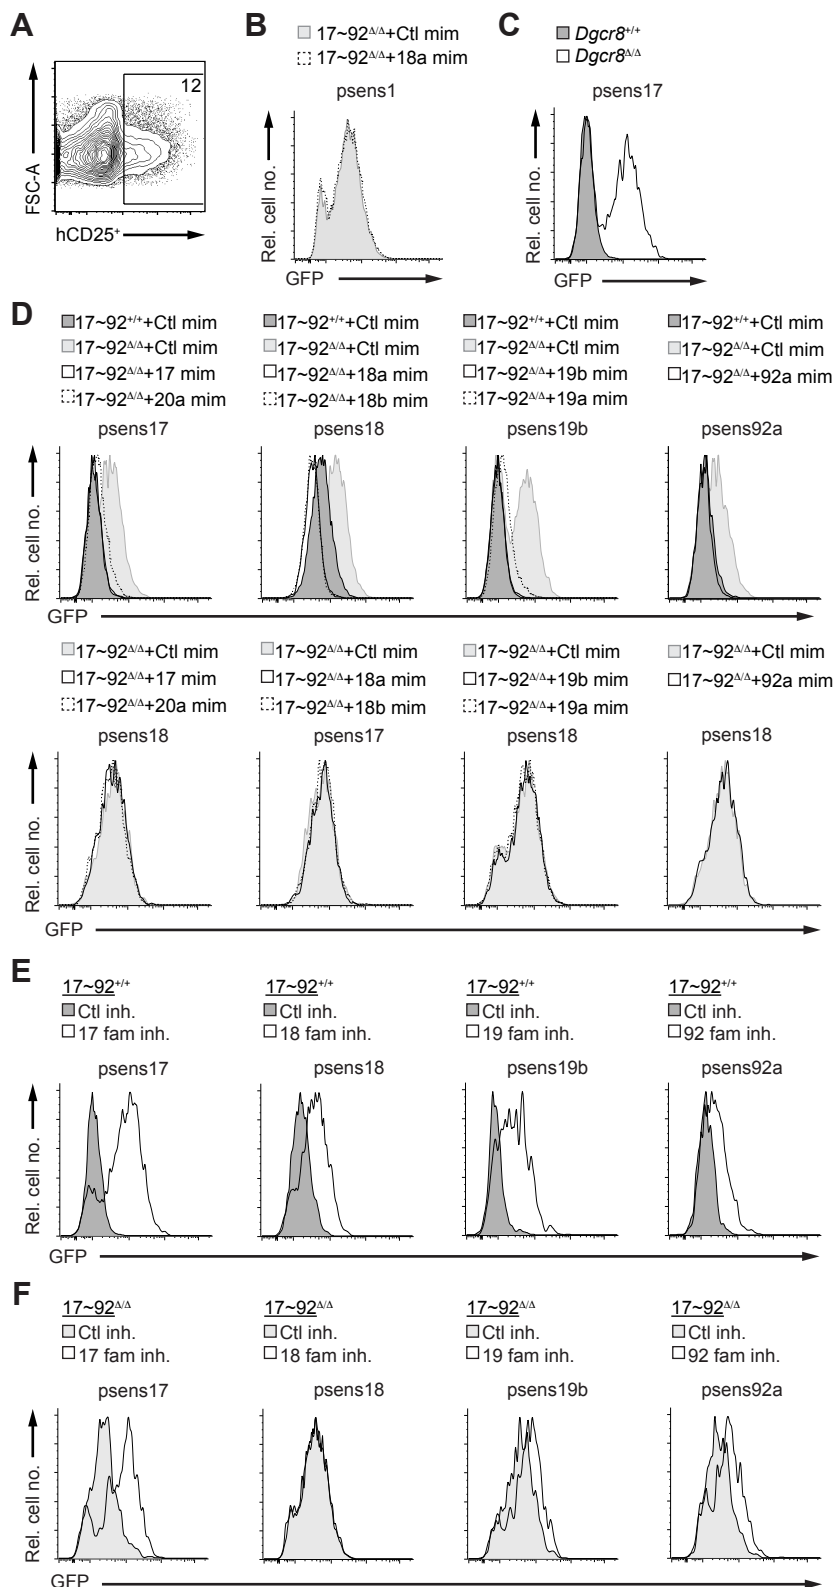 A
12
FSC-A
hCD25⁺
B
17~92^Δ/Δ+Ctl mim
17~92^Δ/Δ+18a mim
psens1
Rel. cell no.
GFP
C
Dgcr8^+/+
Dgcr8^Δ/Δ
psens17
Rel. cell no.
GFP
D
17~92^+/++Ctl mim
17~92^Δ/Δ+Ctl mim
17~92^Δ/Δ+17 mim
17~92^Δ/Δ+20a mim
psens17
17~92^+/++Ctl mim
17~92^Δ/Δ+Ctl mim
17~92^Δ/Δ+18a mim
17~92^Δ/Δ+18b mim
psens18
17~92^+/++Ctl mim
17~92^Δ/Δ+Ctl mim
17~92^Δ/Δ+19b mim
17~92^Δ/Δ+19a mim
psens19b
17~92^+/++Ctl mim
17~92^Δ/Δ+Ctl mim
17~92^Δ/Δ+92a mim
psens92a
Rel. cell no.
GFP
17~92^Δ/Δ+Ctl mim
17~92^Δ/Δ+17 mim
17~92^Δ/Δ+20a mim
psens18
17~92^Δ/Δ+Ctl mim
17~92^Δ/Δ+18a mim
17~92^Δ/Δ+18b mim
psens17
17~92^Δ/Δ+Ctl mim
17~92^Δ/Δ+19b mim
17~92^Δ/Δ+19a mim
psens18
17~92^Δ/Δ+Ctl mim
17~92^Δ/Δ+92a mim
psens18
Rel. cell no.
GFP
E
17~92^+/+
Ctl inh.
17 fam inh.
psens17
17~92^+/+
Ctl inh.
18 fam inh.
psens18
17~92^+/+
Ctl inh.
19 fam inh.
psens19b
17~92^+/+
Ctl inh.
92 fam inh.
psens92a
Rel. cell no.
GFP
F
17~92^Δ/Δ
Ctl inh.
17 fam inh.
psens17
17~92^Δ/Δ
Ctl inh.
18 fam inh.
psens18
17~92^Δ/Δ
Ctl inh.
19 fam inh.
psens19b
17~92^Δ/Δ
Ctl inh.
92 fam inh.
psens92a
Rel. cell no.
GFP